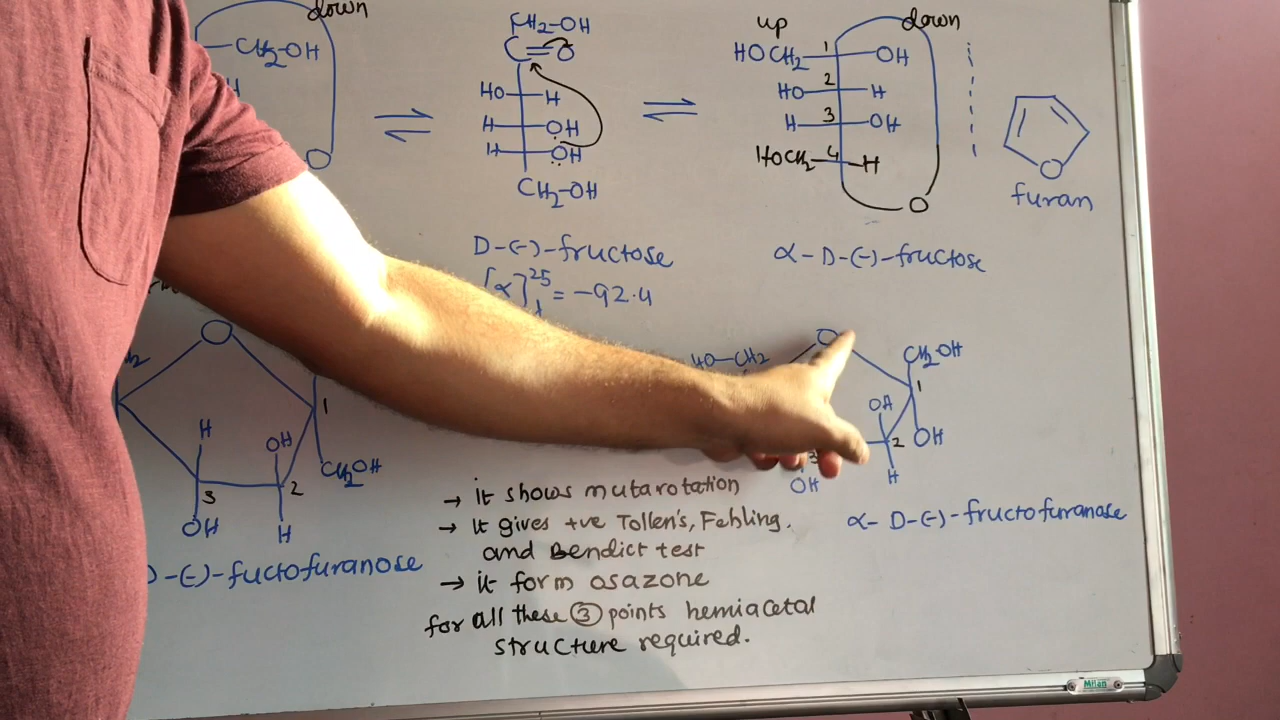 down
CH2-OH
H
O
CH2-OH
C=O
HO H
H OH
H OH
CH2-OH
D-(-)-fructose
[α]25 = -92.4
up down
HOCH2 1 OH
2
HO H
H 3 OH
HOCH2 4 H
O
α-D-(-)-fructose
O
furan
O
H
OH
1
CH2OH
3 2
OH H
D-(-)-fuctofuranose
HO-CH2 O CH2OH
1
OH
2 OH
3 H
OH
α-D-(-)-fructofuranose
→ it shows mutarotation
→ It gives +ve Tollen's, Fehling.
and Bendict test
→ it form osazone
for all these 3 points hemiacetal
structure required.
Milan